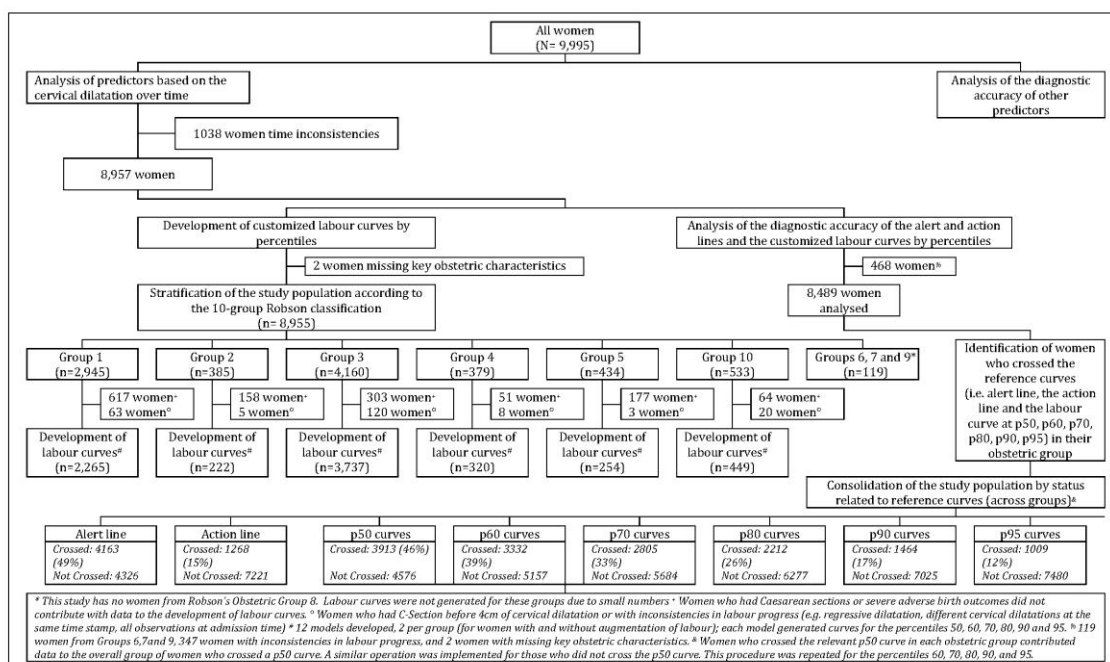 All women
(N= 9,995)
Analysis of predictors based on the
cervical dilatation over time
Analysis of the diagnostic
accuracy of other
predictors
1038 women time inconsistencies
8,957 women
Development of customized labour curves by
percentiles
Analysis of the diagnostic accuracy of the alert and action
lines and the customized labour curves by percentiles
2 women missing key obstetric characteristics
468 women⁽ᵇ⁾
Stratification of the study population according to
the 10-group Robson classification
(n= 8,955)
8,489 women
analysed
Group 1
(n=2,945)
Group 2
(n=385)
Group 3
(n=4,160)
Group 4
(n=379)
Group 5
(n=434)
Group 10
(n=533)
Groups 6, 7 and 9*
(n=119)
Identification of women
who crossed the
reference curves
(i.e. alert line, the action
line and the labour
curve at p50, p60, p70,
p80, p90, p95) in their
obstetric group
617 women⁺
63 women°
158 women⁺
5 women°
303 women⁺
120 women°
51 women⁺
8 women°
177 women⁺
3 women°
64 women⁺
20 women°
Development of
labour curves#
(n=2,265)
Development of
labour curves#
(n=222)
Development of
labour curves#
(n=3,737)
Development of
labour curves#
(n=320)
Development of
labour curves#
(n=254)
Development of
labour curves#
(n=449)
Consolidation of the study population by status
related to reference curves (across groups)&
Alert line
Crossed: 4163
(49%)
Not Crossed: 4326
Action line
Crossed: 1268
(15%)
Not Crossed: 7221
p50 curves
Crossed: 3913 (46%)
Not Crossed: 4576
p60 curves
Crossed: 3332
(39%)
Not Crossed: 5157
p70 curves
Crossed: 2805
(33%)
Not Crossed: 5684
p80 curves
Crossed: 2212
(26%)
Not Crossed: 6277
p90 curves
Crossed: 1464
(17%)
Not Crossed: 7025
p95 curves
Crossed: 1009
(12%)
Not Crossed: 7480
* This study has no women from Robson's Obstetric Group 8. Labour curves were not generated for these groups due to small numbers ⁺ Women who had Caesarean sections or severe adverse birth outcomes did not
contribute with data to the development of labour curves. ° Women who had C-Section before 4cm of cervical dilatation or with inconsistencies in labour progress (e.g. regressive dilatation, different cervical dilatations at the
same time stamp, all observations at admission time) # 12 models developed, 2 per group (for women with and without augmentation of labour); each model generated curves for the percentiles 50, 60, 70, 80, 90 and 95. 119
women from Groups 6,7and 9, 347 women with inconsistencies in labour progress, and 2 women with missing key obstetric characteristics. & Women who crossed the relevant p50 curve in each obstetric group contributed
data to the overall group of women who crossed a p50 curve. A similar operation was implemented for those who did not cross the p50 curve. This procedure was repeated for the percentiles 60, 70, 80, 90, and 95.